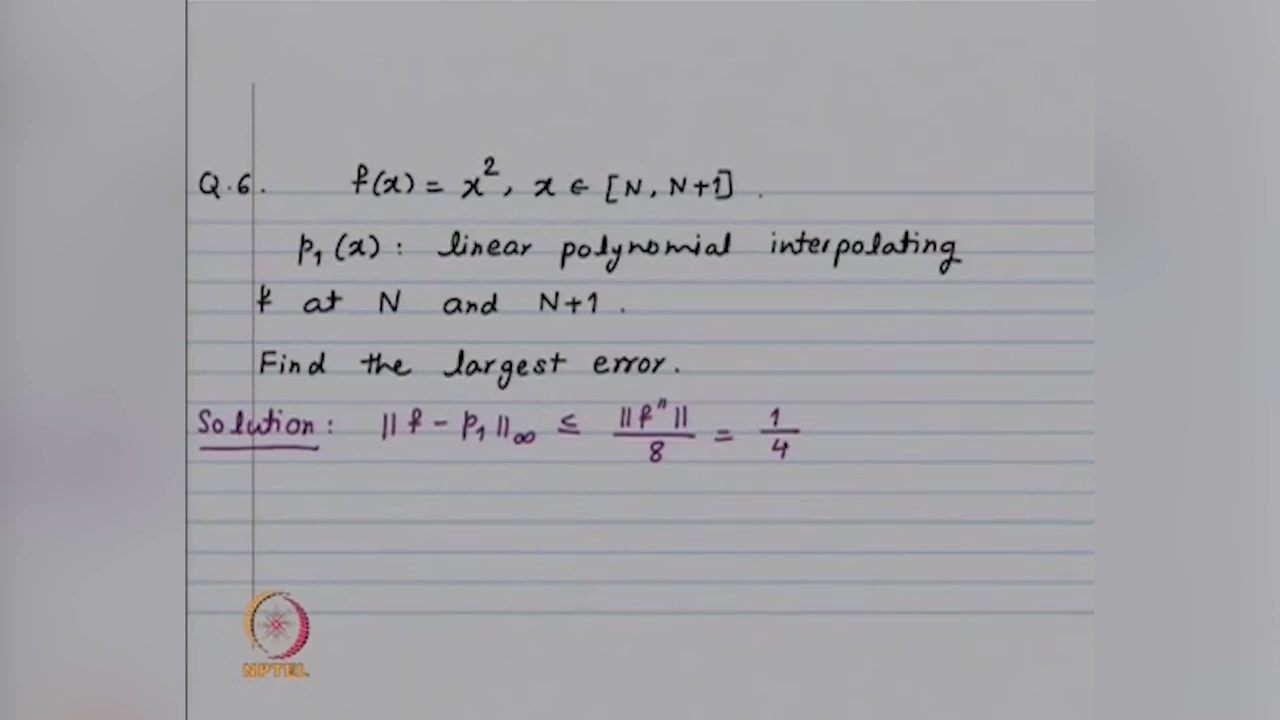 Q.6. f(x) = x², x ∈ [N, N+1].
p₁(x): linear polynomial interpolating
f at N and N+1.
Find the largest error.
Solution: ||f - p₁||∞ ≤ ||f''||/8 = 1/4
NPTEL